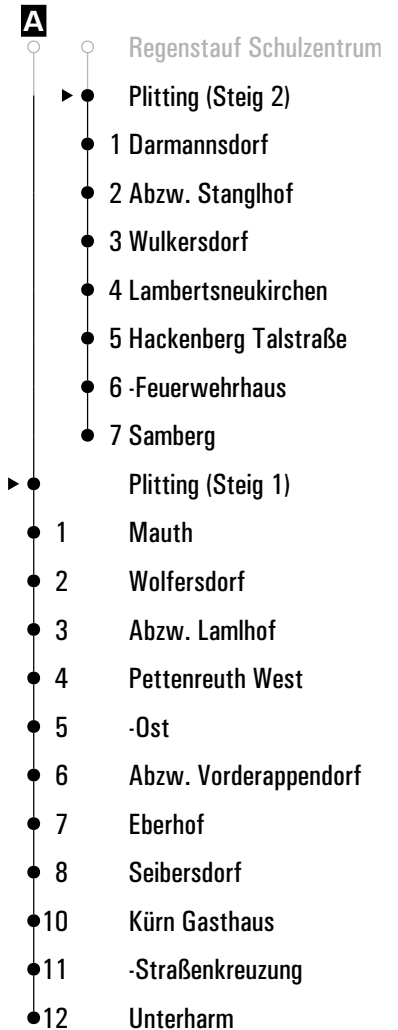 A
Regenstauf Schulzentrum
Plitting (Steig 2)
1 Darmannsdorf
2 Abzw. Stanglhof
3 Wulkersdorf
4 Lambertsneukirchen
5 Hackenberg Talstraße
6 -Feuerwehrhaus
7 Samberg
Plitting (Steig 1)
1 Mauth
2 Wolfersdorf
3 Abzw. Lamlhof
4 Pettenreuth West
5 -Ost
6 Abzw. Vorderappendorf
7 Eberhof
8 Seibersdorf
10 Kürn Gasthaus
11 -Straßenkreuzung
12 Unterharm